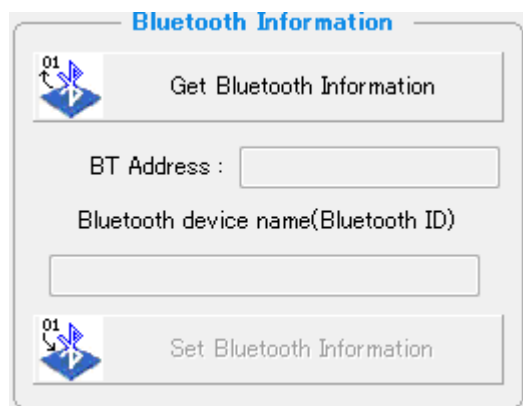 Bluetooth Information
01
Get Bluetooth Information
BT Address :
Bluetooth device name(Bluetooth ID)
01
Set Bluetooth Information